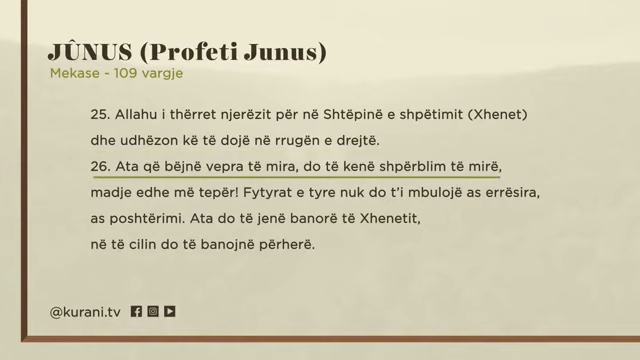 JÛNUS (Profeti Junus)
Mekase - 109 vargje
25. Allahu i thërret njerëzit për në Shtëpinë e shpëtimit (Xhenet)
dhe udhëzon kë të dojë në rrugën e drejtë.
26. Ata që bëjnë vepra të mira, do të kenë shpërblim të mirë,
madje edhe më tepër! Fytyrat e tyre nuk do t’i mbulojë as errësira,
as poshtërimi. Ata do të jenë banorë të Xhenetit,
në të cilin do të banojnë përherë.
@kurani.tv